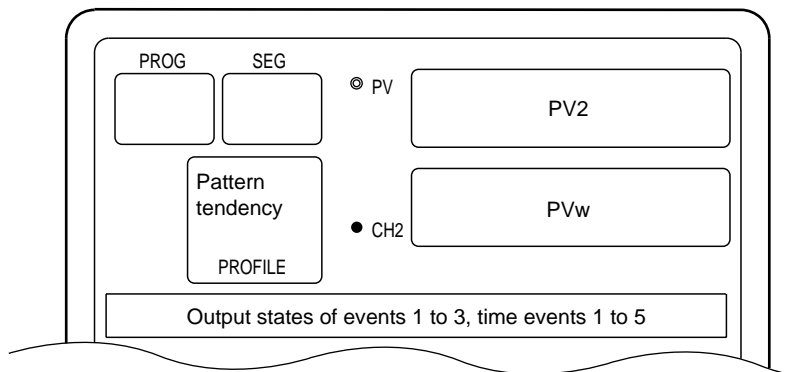 PROG
SEG
PV
PV2
Pattern
tendency
PROFILE
CH2
PVw
Output states of events 1 to 3, time events 1 to 5